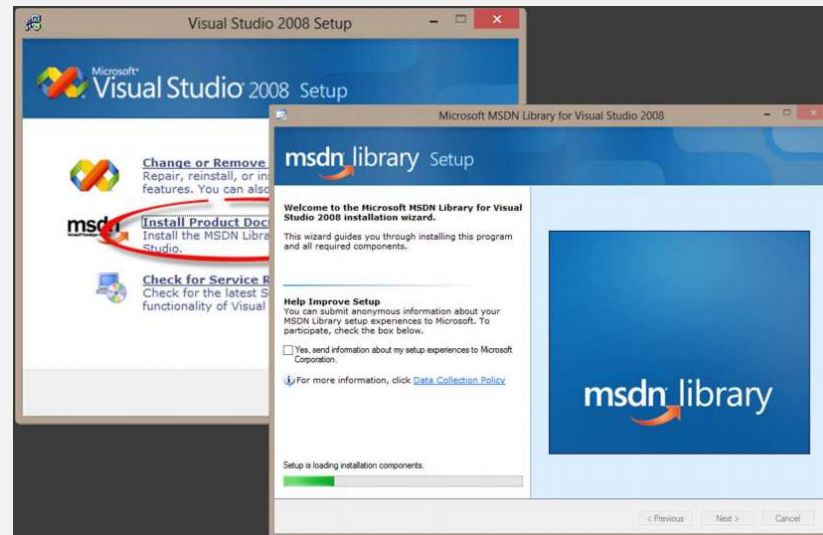 Visual Studio 2008 Setup
Microsoft
Visual Studio 2008 Setup
Change or Remove
Repair, reinstall, or in
features. You can also
msdn
Install Product Doc
Install the MSDN Libra
Studio.
Check for Service R
Check for the latest S
functionality of Visual
Microsoft MSDN Library for Visual Studio 2008
msdn library Setup
Welcome to the Microsoft MSDN Library for Visual
Studio 2008 installation wizard.
This wizard guides you through installing this program
and all required components.
Help Improve Setup
You can submit anonymous information about your
MSDN Library setup experiences to Microsoft. To
participate, check the box below.
Yes, send information about my setup experiences to Microsoft
Corporation.
For more information, click Data Collection Policy
Setup is loading installation components.
msdn library
< Previous
Next >
Cancel